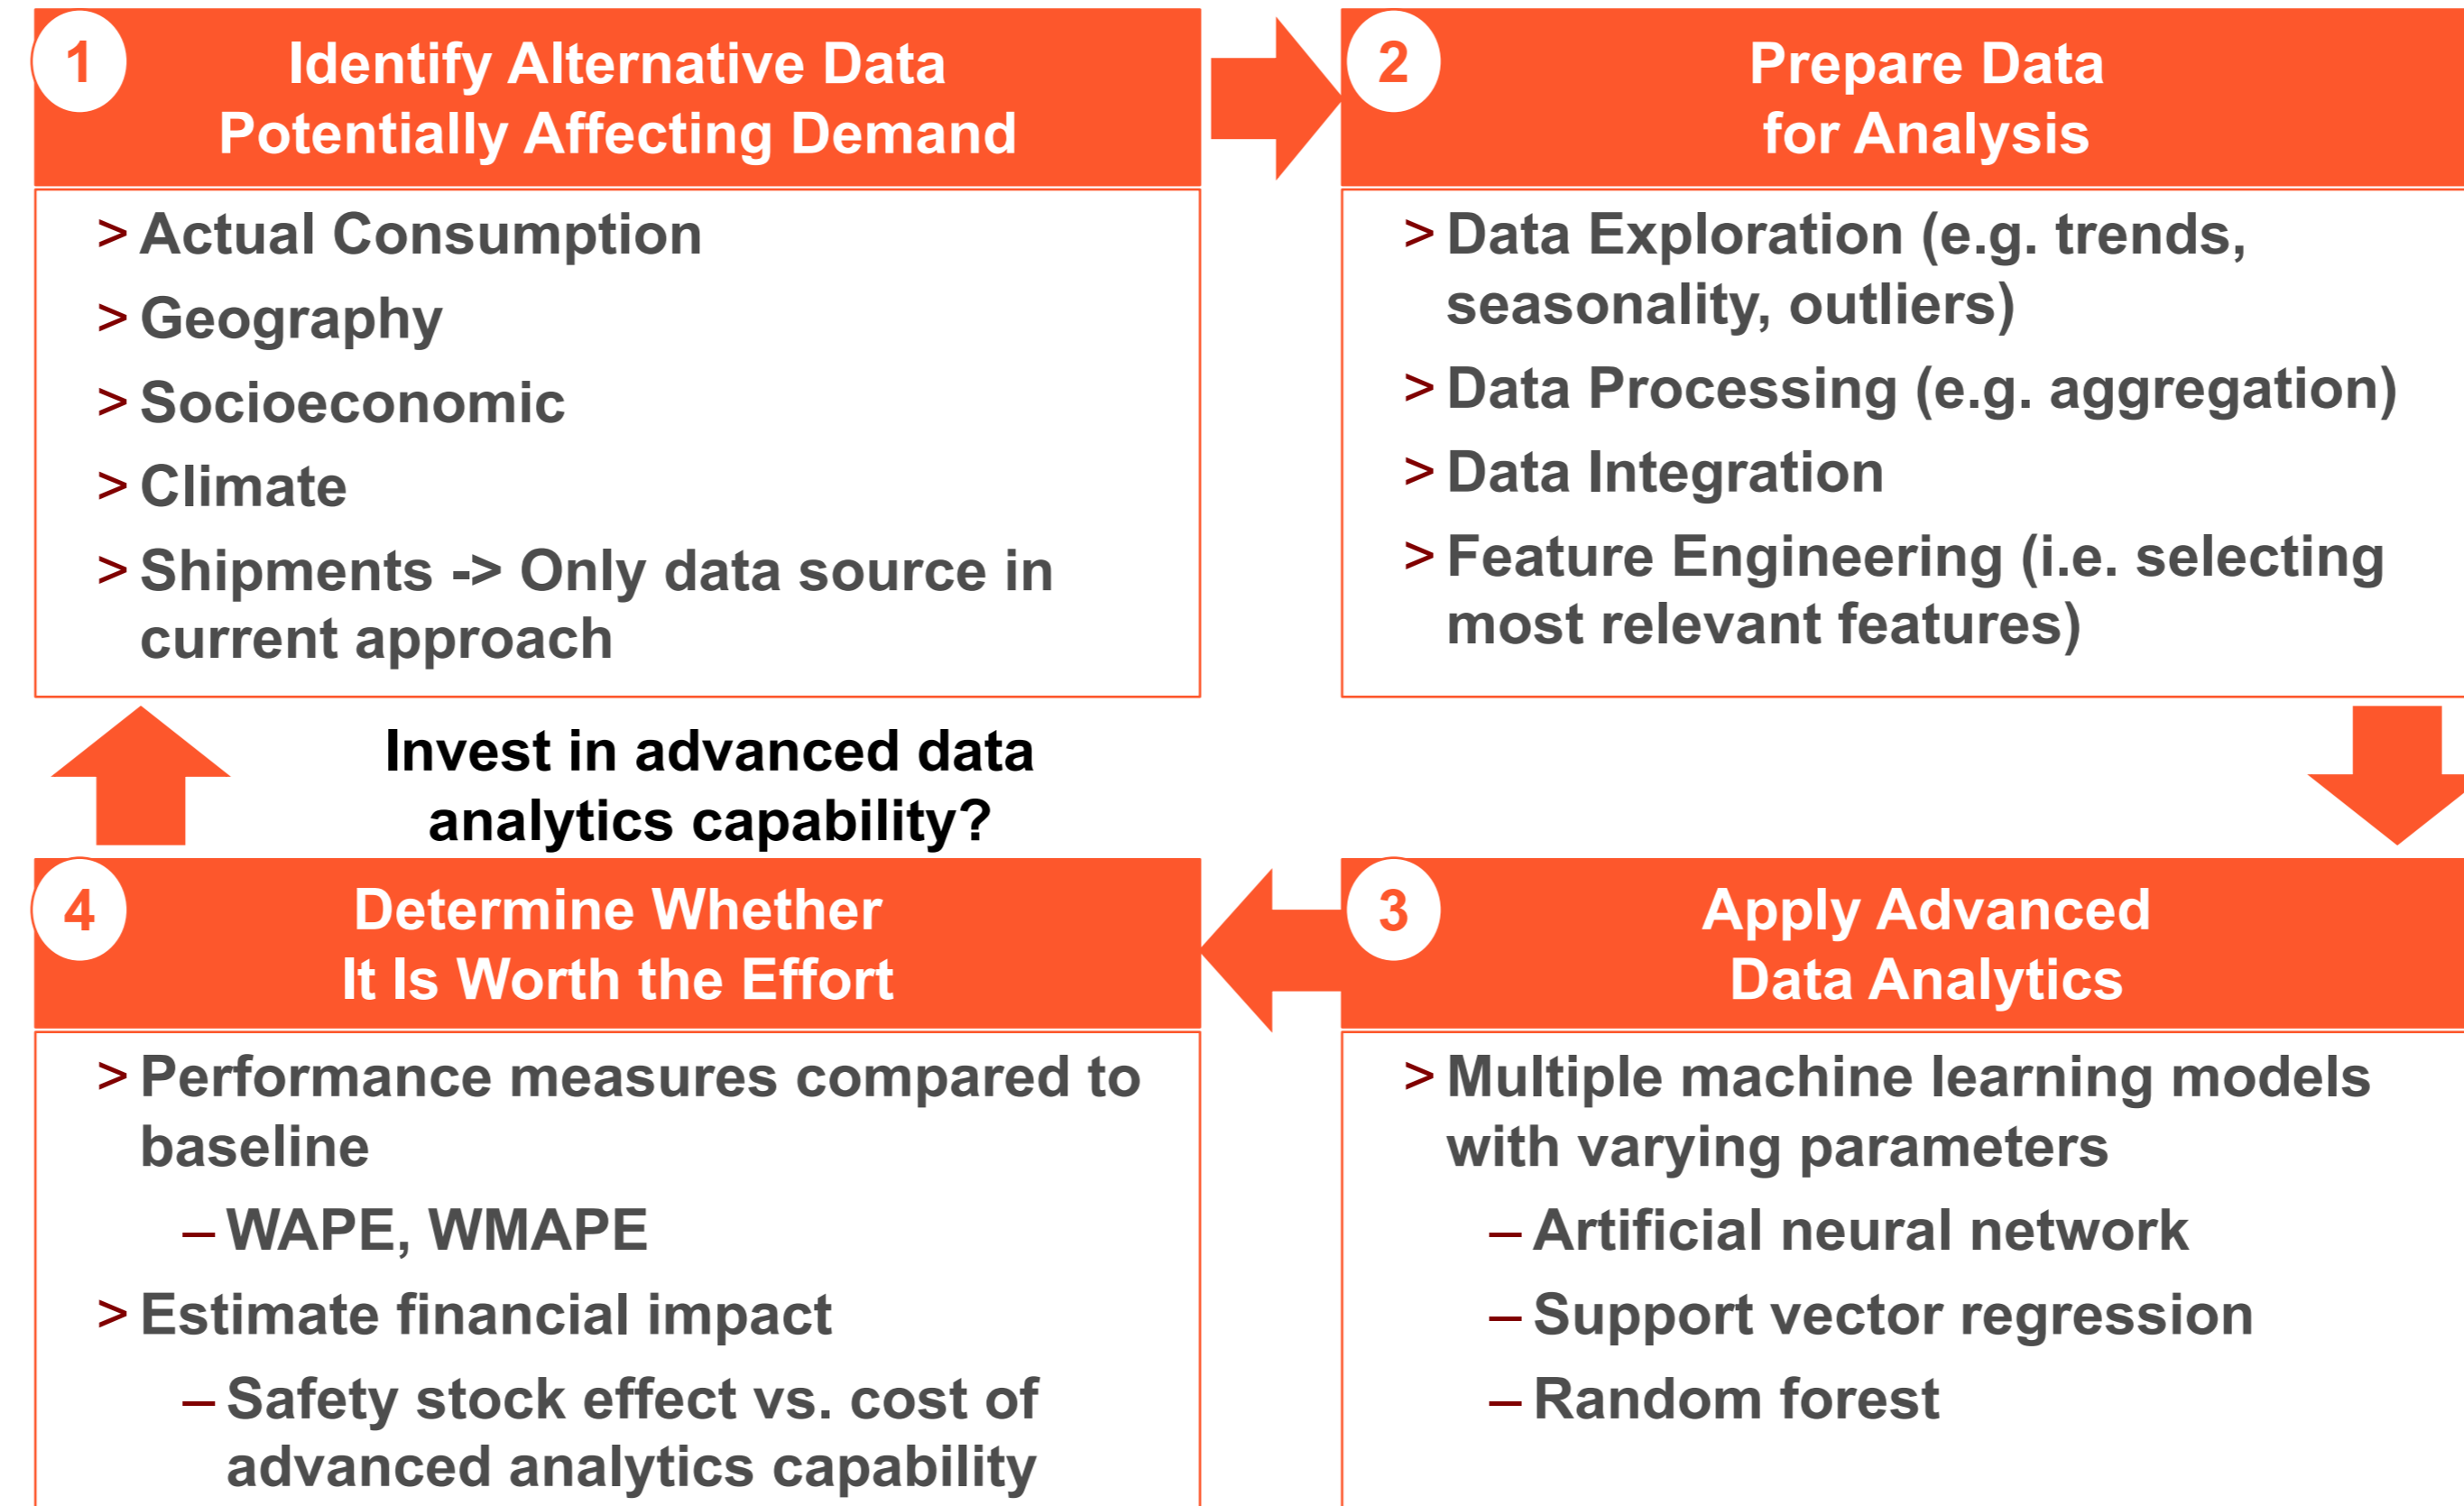 1
Identify Alternative Data
Potentially Affecting Demand
> Actual Consumption
> Geography
> Socioeconomic
> Climate
> Shipments -> Only data source in
current approach
2
Prepare Data
for Analysis
> Data Exploration (e.g. trends,
seasonality, outliers)
> Data Processing (e.g. aggregation)
> Data Integration
> Feature Engineering (i.e. selecting
most relevant features)
Invest in advanced data
analytics capability?
3
Apply Advanced
Data Analytics
> Multiple machine learning models
with varying parameters
– Artificial neural network
– Support vector regression
– Random forest
4
Determine Whether
It Is Worth the Effort
> Performance measures compared to
baseline
– WAPE, WMAPE
> Estimate financial impact
– Safety stock effect vs. cost of
advanced analytics capability